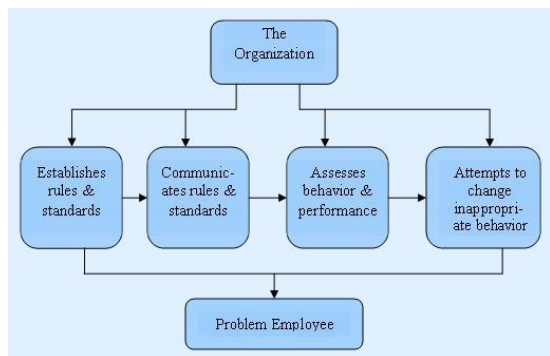 The
Organization
Establishes
rules &
standards
Communic-
ates rules &
standards
Assesses
behavior &
performance
Attempts to
change
inappropri-
ate behavior
Problem Employee